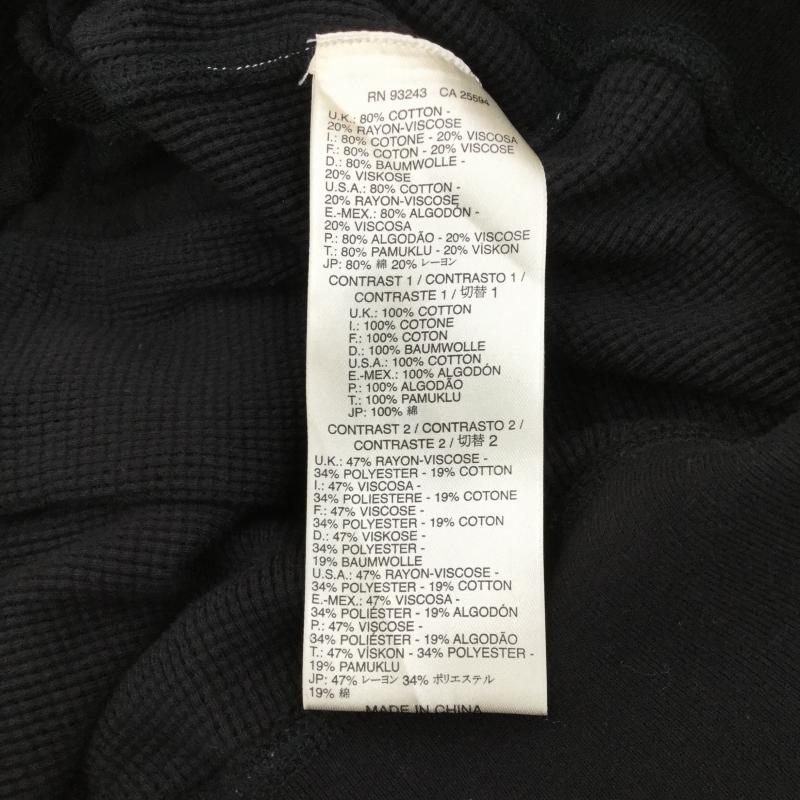 RN 93243 CA 25594
U.K.: 80% COTTON -
20% RAYON-VISCOSE
I.: 80% COTONE - 20% VISCOSA
F.: 80% COTON - 20% VISCOSE
D.: 80% BAUMWOLLE -
20% VISKOSE
U.S.A.: 80% COTTON -
20% RAYON-VISCOSE
E.-MEX.: 80% ALGODÓN -
20% VISCOSA
P.: 80% ALGODÃO - 20% VISCOSE
T.: 80% PAMUKLU - 20% VİSKON
JP: 80% 綿 20% レーヨン
CONTRAST 1 / CONTRASTO 1 /
CONTRASTE 1 / 切替 1
U.K.: 100% COTTON
I.: 100% COTONE
F.: 100% COTON
D.: 100% BAUMWOLLE
U.S.A.: 100% COTTON
E.-MEX.: 100% ALGODÓN
P.: 100% ALGODÃO
T.: 100% PAMUKLU
JP: 100% 綿
CONTRAST 2 / CONTRASTO 2 /
CONTRASTE 2 / 切替 2
U.K.: 47% RAYON-VISCOSE -
34% POLYESTER - 19% COTTON
I.: 47% VISCOSA -
34% POLIESTERE - 19% COTONE
F.: 47% VISCOSE -
34% POLYESTER - 19% COTON
D.: 47% VISKOSE -
34% POLYESTER -
19% BAUMWOLLE
U.S.A.: 47% RAYON-VISCOSE -
34% POLYESTER - 19% COTTON
E.-MEX.: 47% VISCOSA -
34% POLIÉSTER - 19% ALGODÓN
P.: 47% VISCOSE -
34% POLIÉSTER - 19% ALGODÃO
T.: 47% VİSKON - 34% POLYESTER -
19% PAMUKLU
JP: 47% レーヨン 34% ポリエステル
19% 綿
MADE IN CHINA